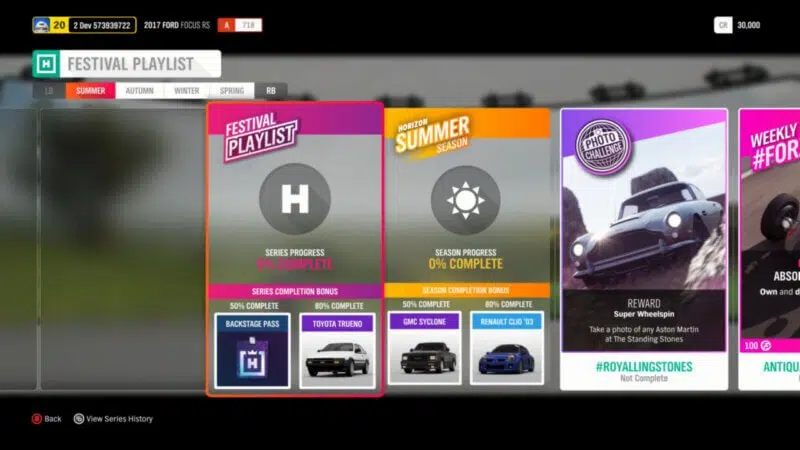 20 2 Dev 573939722 2017 FORD FOCUS RS A 718 CR 30,000
H FESTIVAL PLAYLIST
LB SUMMER AUTUMN WINTER SPRING RB
FESTIVAL
PLAYLIST
H
SERIES PROGRESS
0% COMPLETE
SERIES COMPLETION BONUS
50% COMPLETE 80% COMPLETE
BACKSTAGE PASS TOYOTA TRUENO
H
HORIZON
SUMMER
SEASON
SEASON PROGRESS
0% COMPLETE
SEASON COMPLETION BONUS
50% COMPLETE 80% COMPLETE
GMC SYCLONE RENAULT CLIO '03
PHOTO
CHALLENGE
REWARD
Super Wheelspin
Take a photo of any Aston Martin
at The Standing Stones
#ROYALLINGSTONES
Not Complete
WEEKLY
#FOR
ABSO
Own and d
100
ANTIQU
Back View Series History